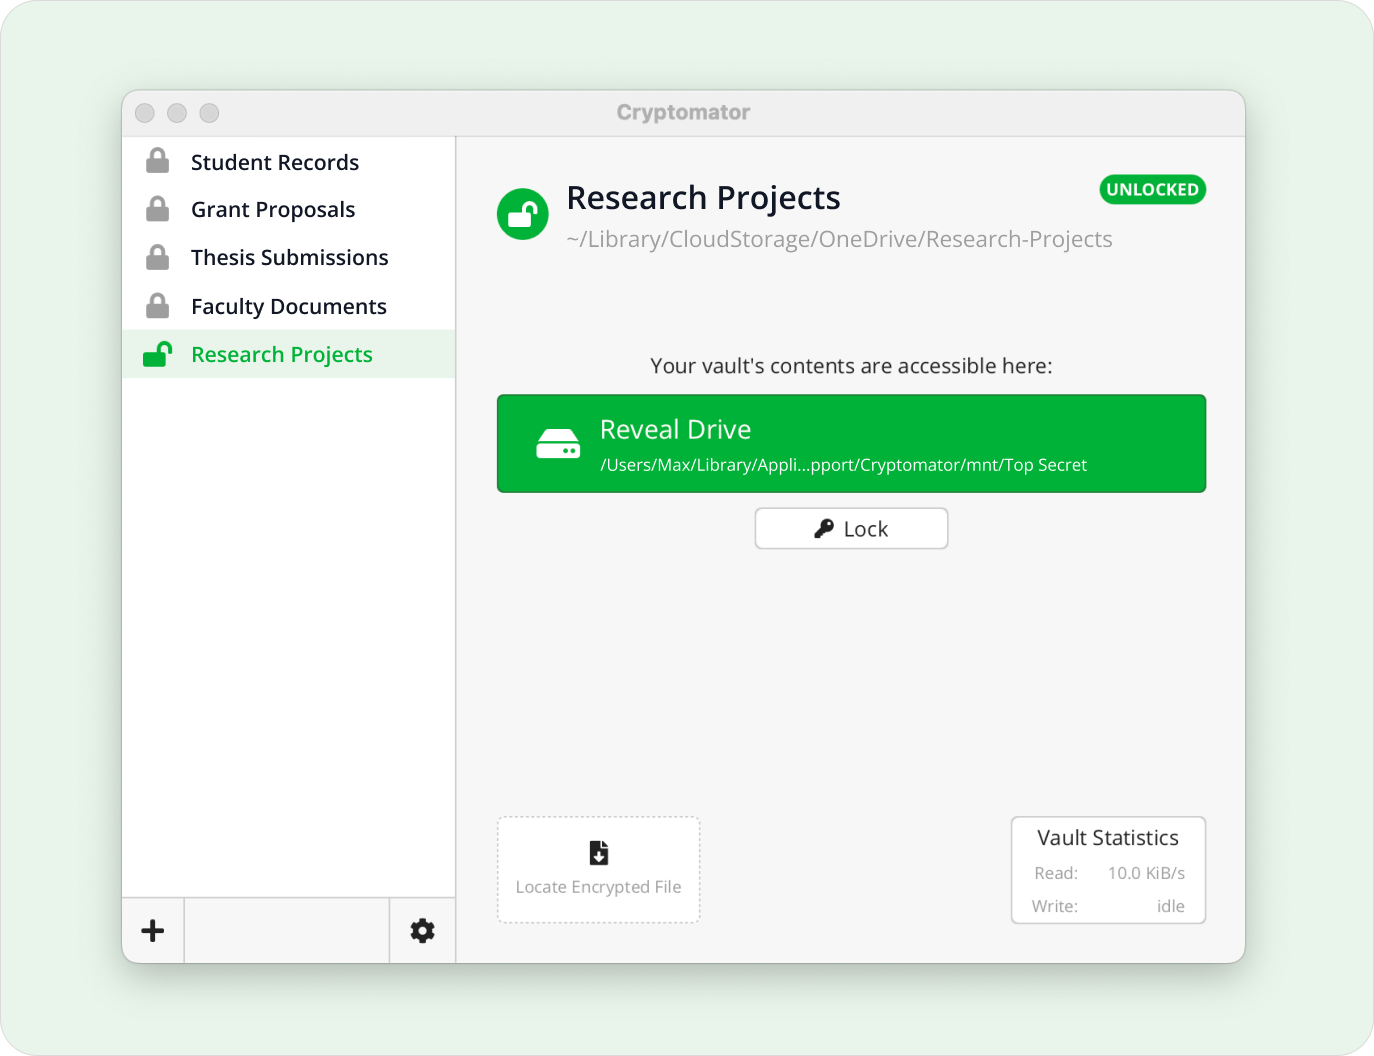 Cryptomator
Student Records
Grant Proposals
Thesis Submissions
Faculty Documents
Research Projects
Research Projects
UNLOCKED
~/Library/CloudStorage/OneDrive/Research-Projects
Your vault's contents are accessible here:
Reveal Drive
/Users/Max/Library/Appli...pport/Cryptomator/mnt/Top Secret
Lock
Locate Encrypted File
Vault Statistics
Read: 10.0 KiB/s
Write: idle